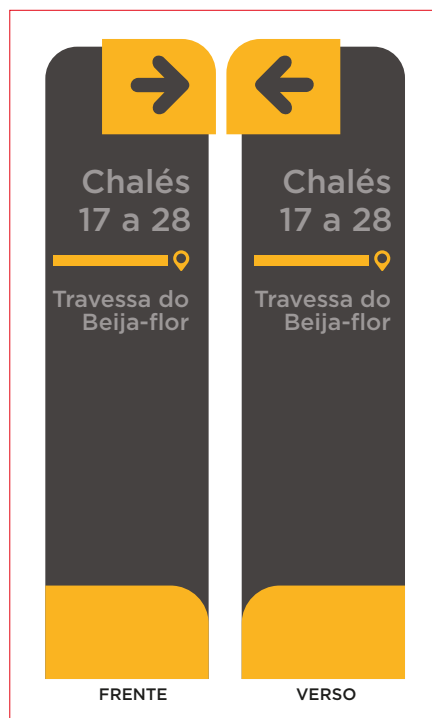 Chalés
17 a 28
Travessa do
Beija-flor
FRENTE
Chalés
17 a 28
Travessa do
Beija-flor
VERSO